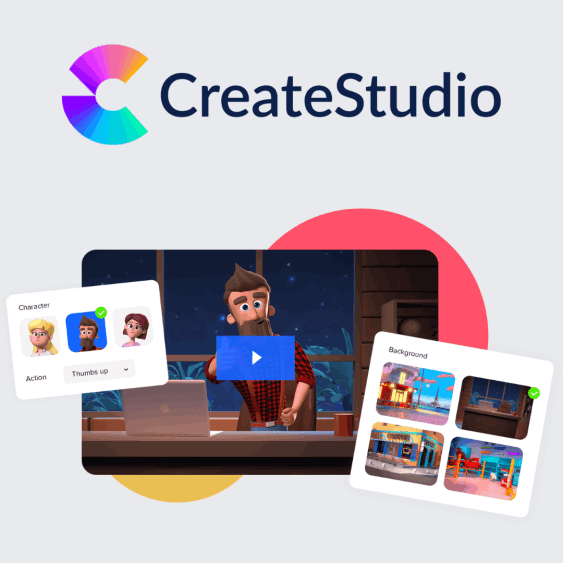 CreateStudio
Character
Action
Thumbs up
Background